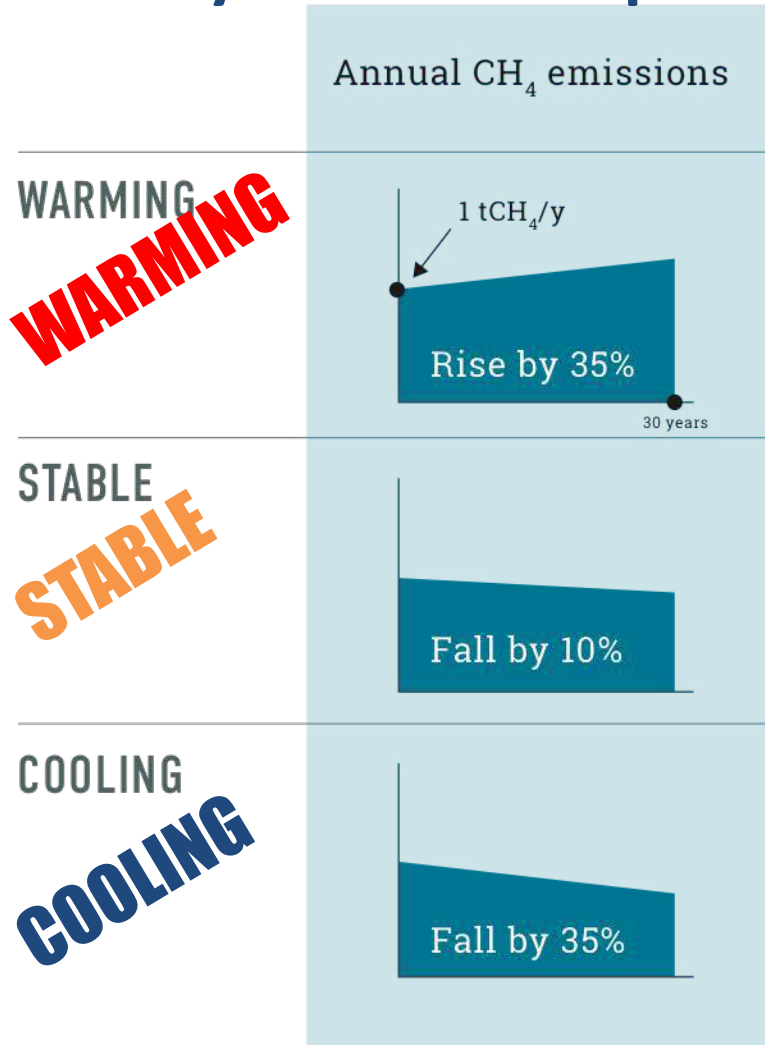 Annual CH₄ emissions
WARMING
WARMING
1 tCH₄/y
Rise by 35%
30 years
STABLE
STABLE
Fall by 10%
COOLING
COOLING
Fall by 35%